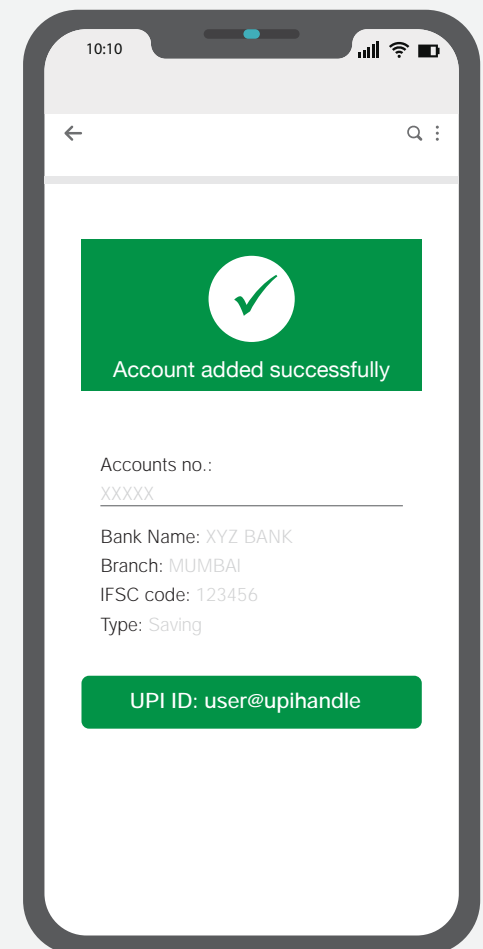 10:10
Account added successfully
Accounts no.:
XXXXX
Bank Name: XYZ BANK
Branch: MUMBAI
IFSC code: 123456
Type: Saving
UPI ID: user@upihandle